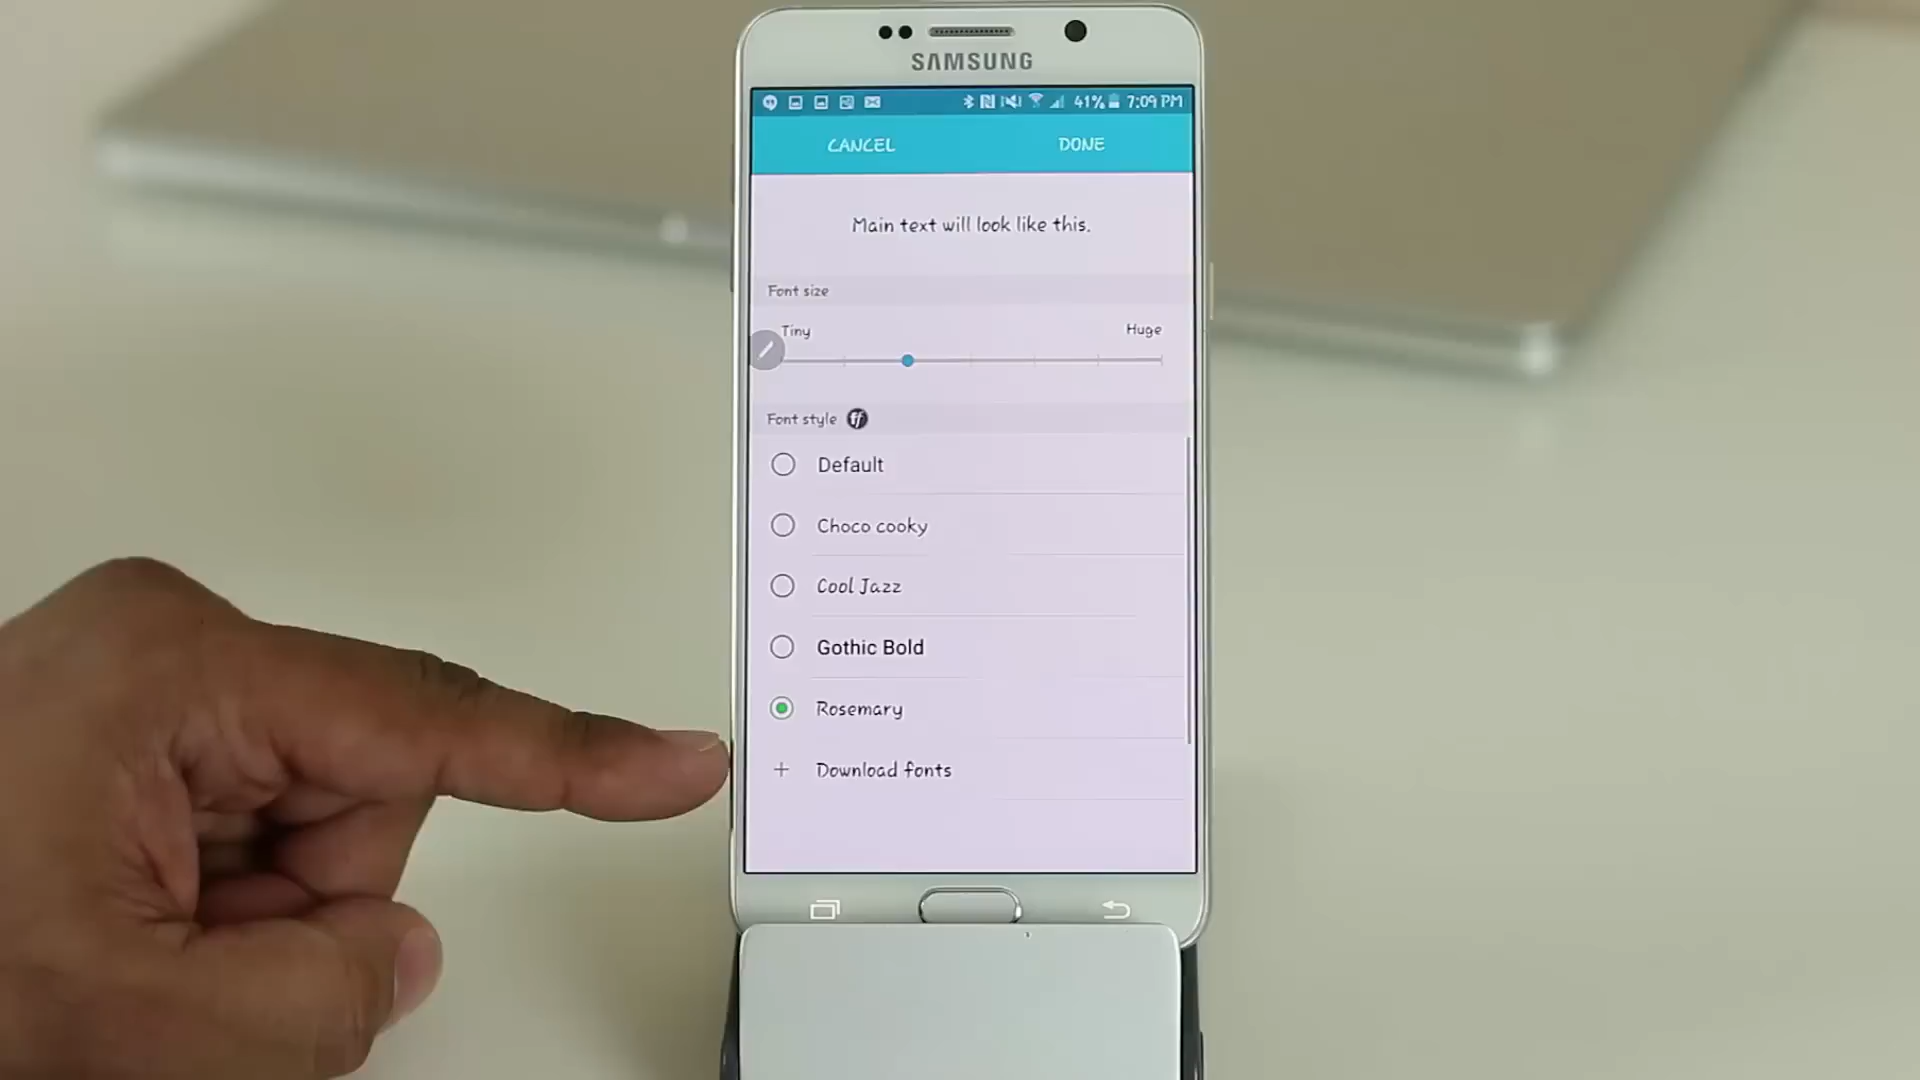 SAMSUNG
41% 7:09 PM
CANCEL DONE
Main text will look like this.
Font size
Tiny Huge
Font style ff
Default
Choco cooky
Cool Jazz
Gothic Bold
Rosemary
+ Download fonts